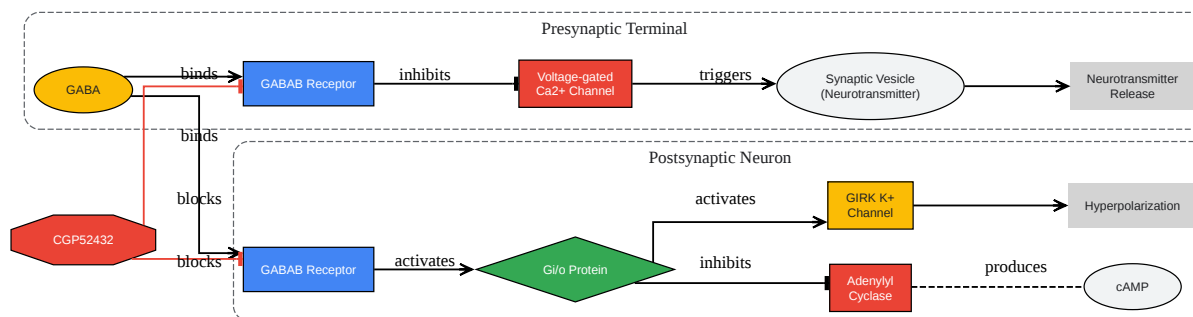 Presynaptic Terminal
GABA
binds
GABAB Receptor
inhibits
Voltage-gated
Ca2+ Channel
triggers
Synaptic Vesicle
(Neurotransmitter)
Neurotransmitter
Release
binds
Postsynaptic Neuron
blocks
activates
GIRK K+
Channel
Hyperpolarization
CGP52432
blocks
GABAB Receptor
activates
Gi/o Protein
inhibits
Adenylyl
Cyclase
produces
cAMP